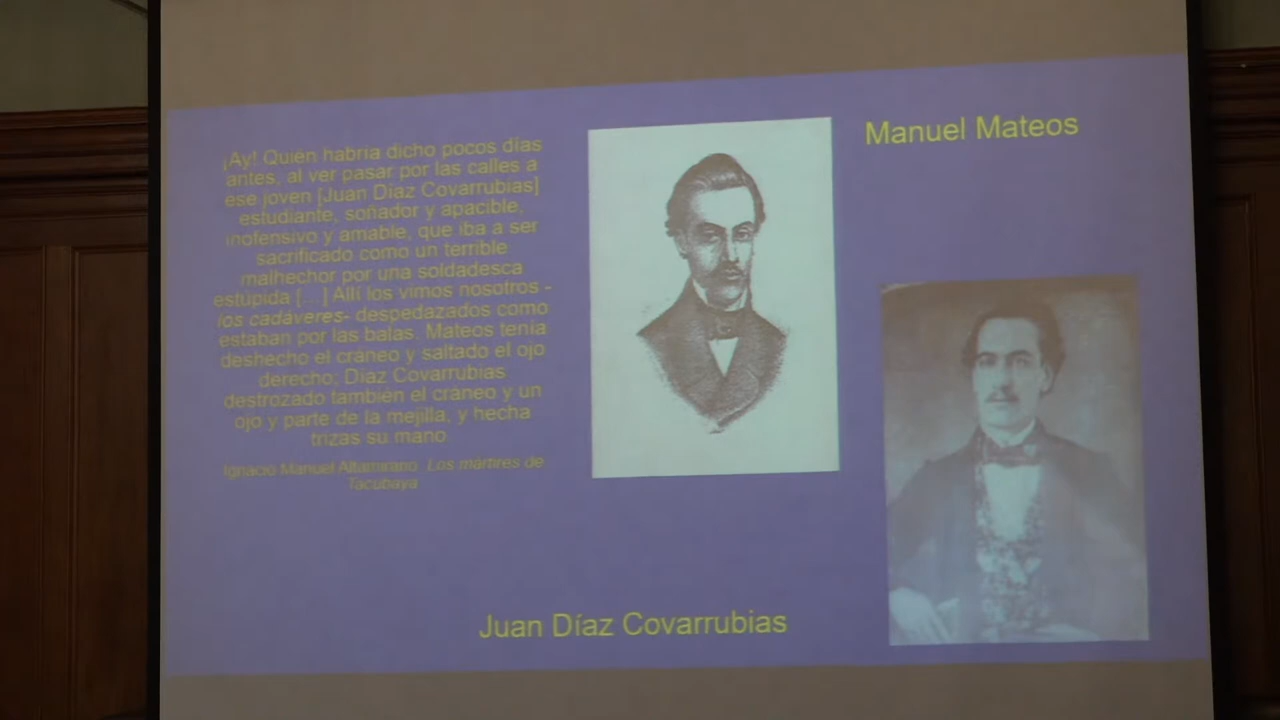 ¡Ay! Quién habría dicho pocos días
antes, al ver pasar por las calles a
ese joven [Juan Díaz Covarrubias]
estudiante, soñador y apacible,
inofensivo y amable, que iba a ser
sacrificado como un terrible
malhechor por una soldadesca
estúpida [...] Allí los vimos nosotros -
los cadáveres- despedazados como
estaban por las balas. Mateos tenía
deshecho el cráneo y saltado el ojo
derecho; Díaz Covarrubias
destrozado también el cráneo y un
ojo y parte de la mejilla, y hecha
trizas su mano
Ignacio Manuel Altamirano. Los mártires de
Tacubaya
Manuel Mateos
Juan Díaz Covarrubias